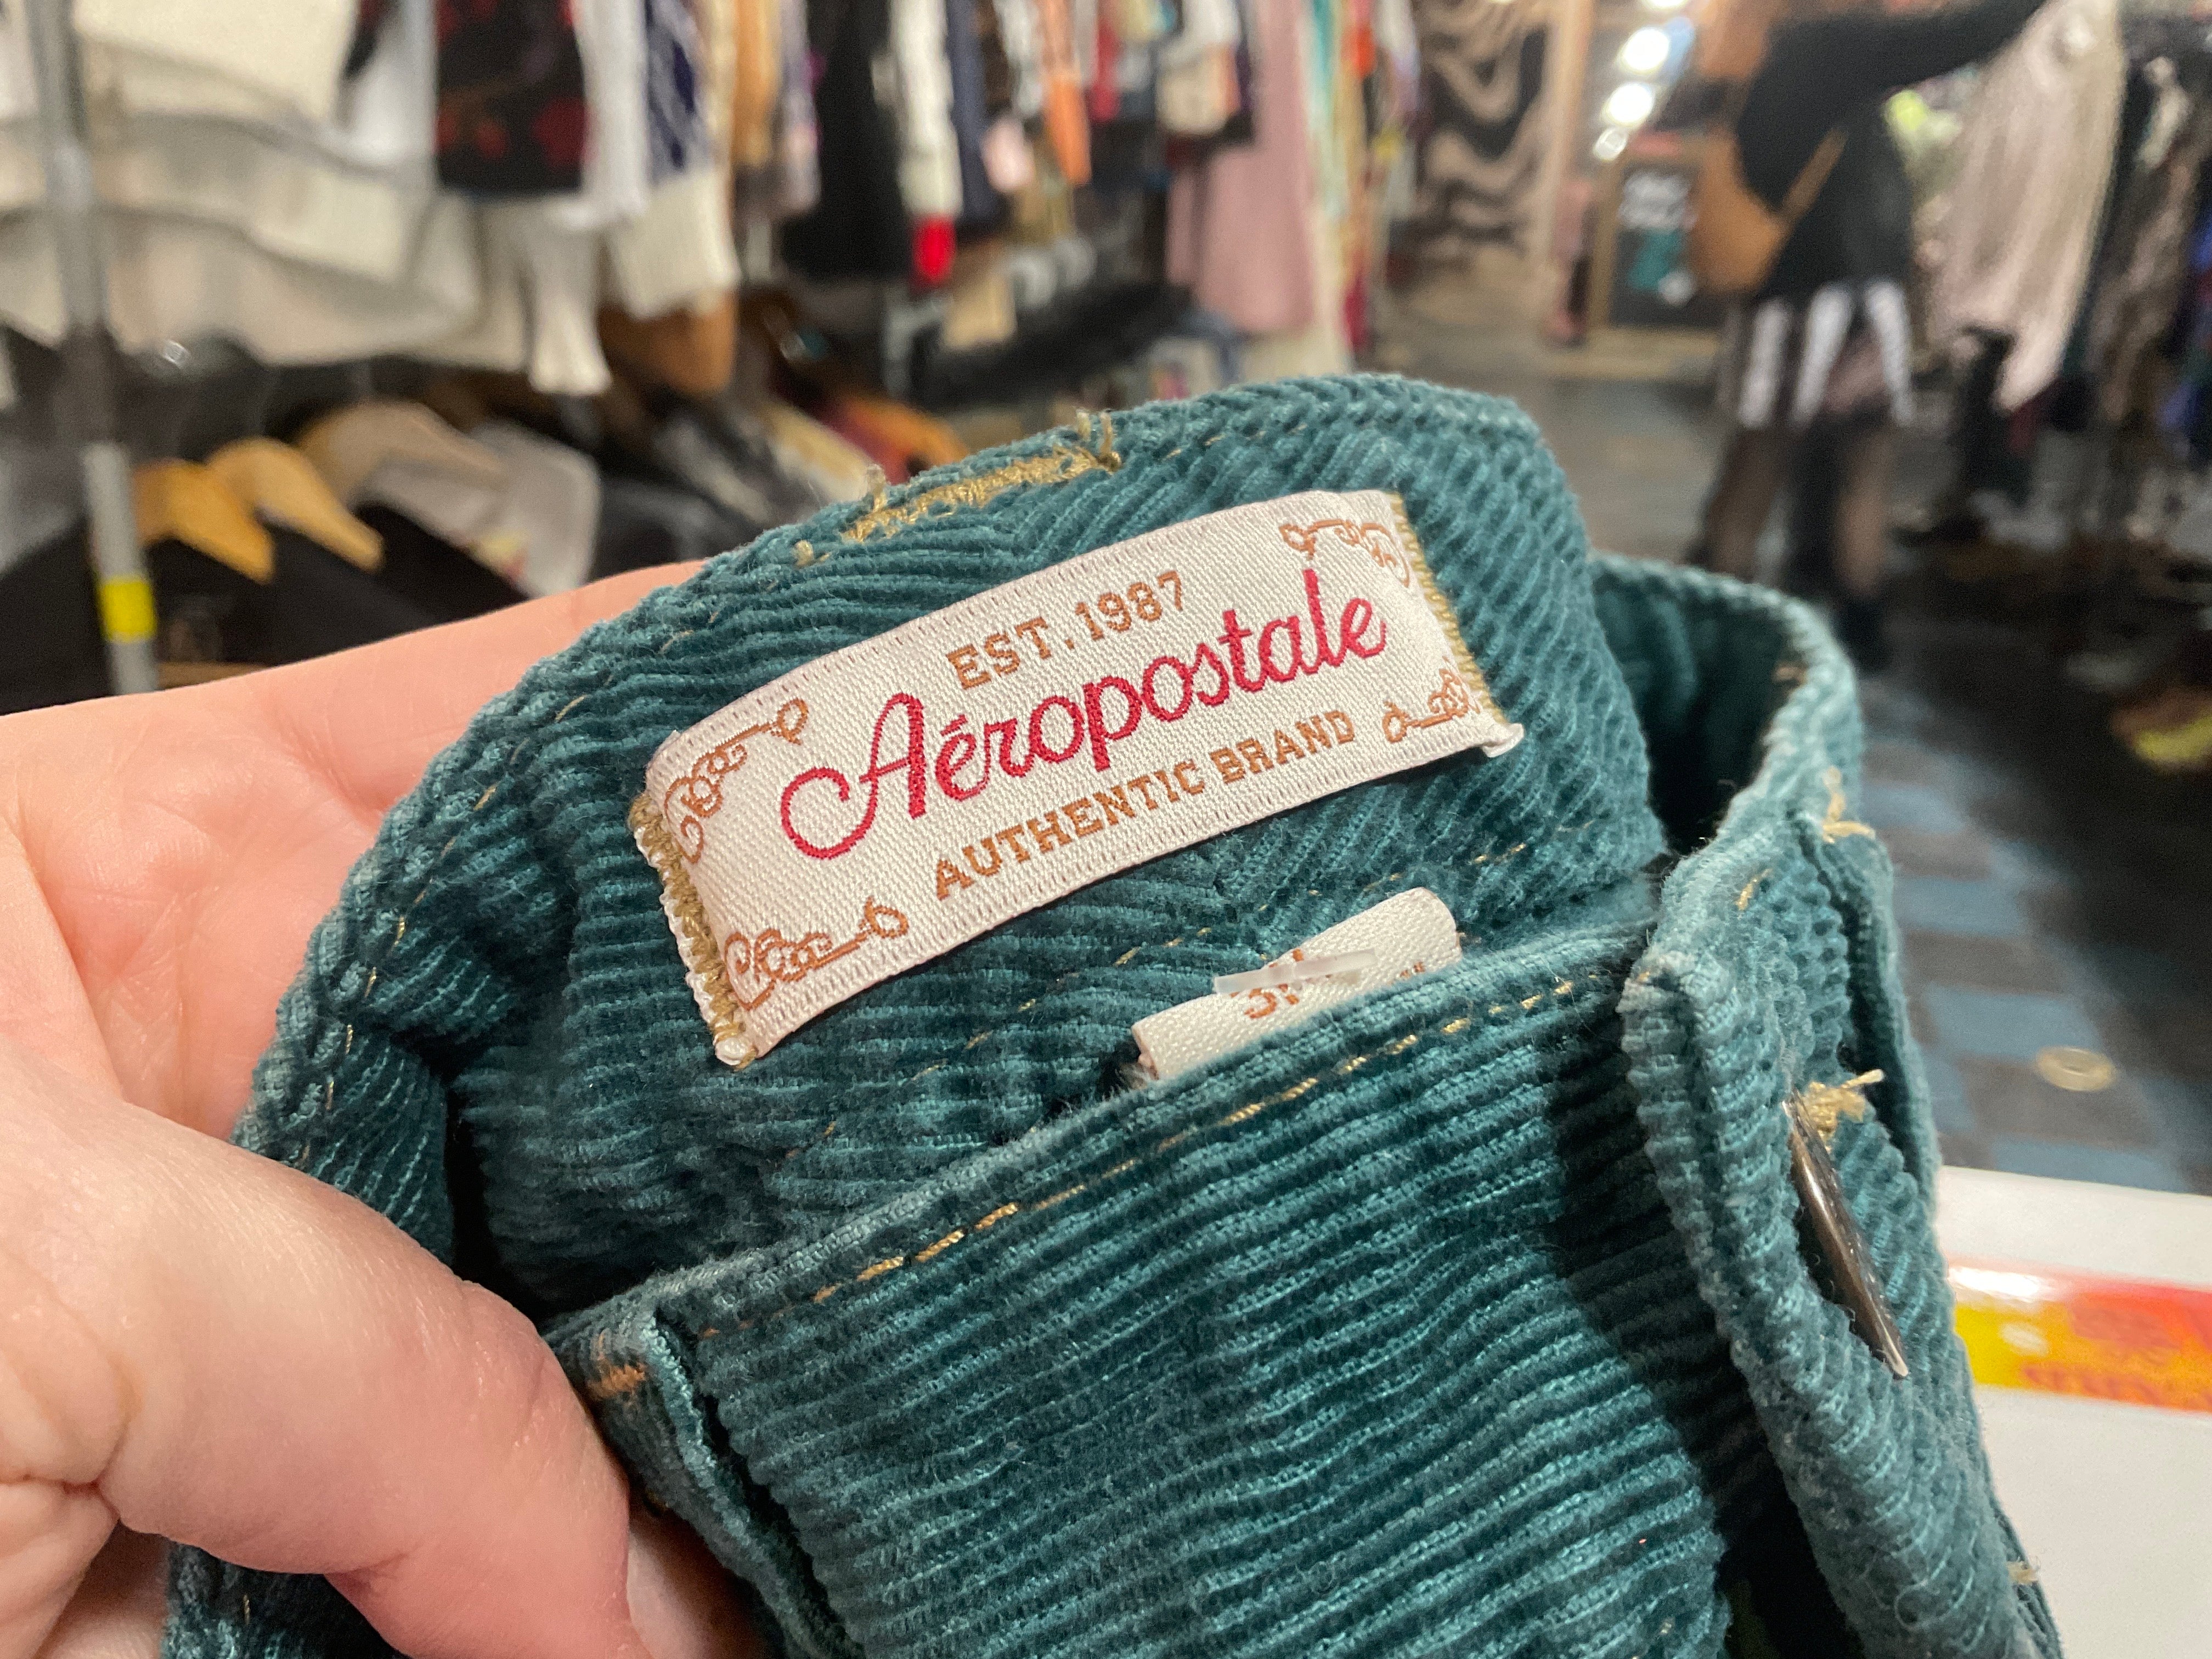 EST. 1987
Aéropostale
AUTHENTIC BRAND